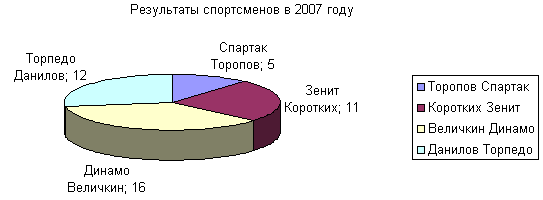 Результаты спортсменов в 2007 году
Торпедо
Данилов; 12
Спартак
Торопов; 5
Зенит
Коротких; 11
Динамо
Величкин; 16
Торопов Спартак
Коротких Зенит
Величкин Динамо
Данилов Торпедо